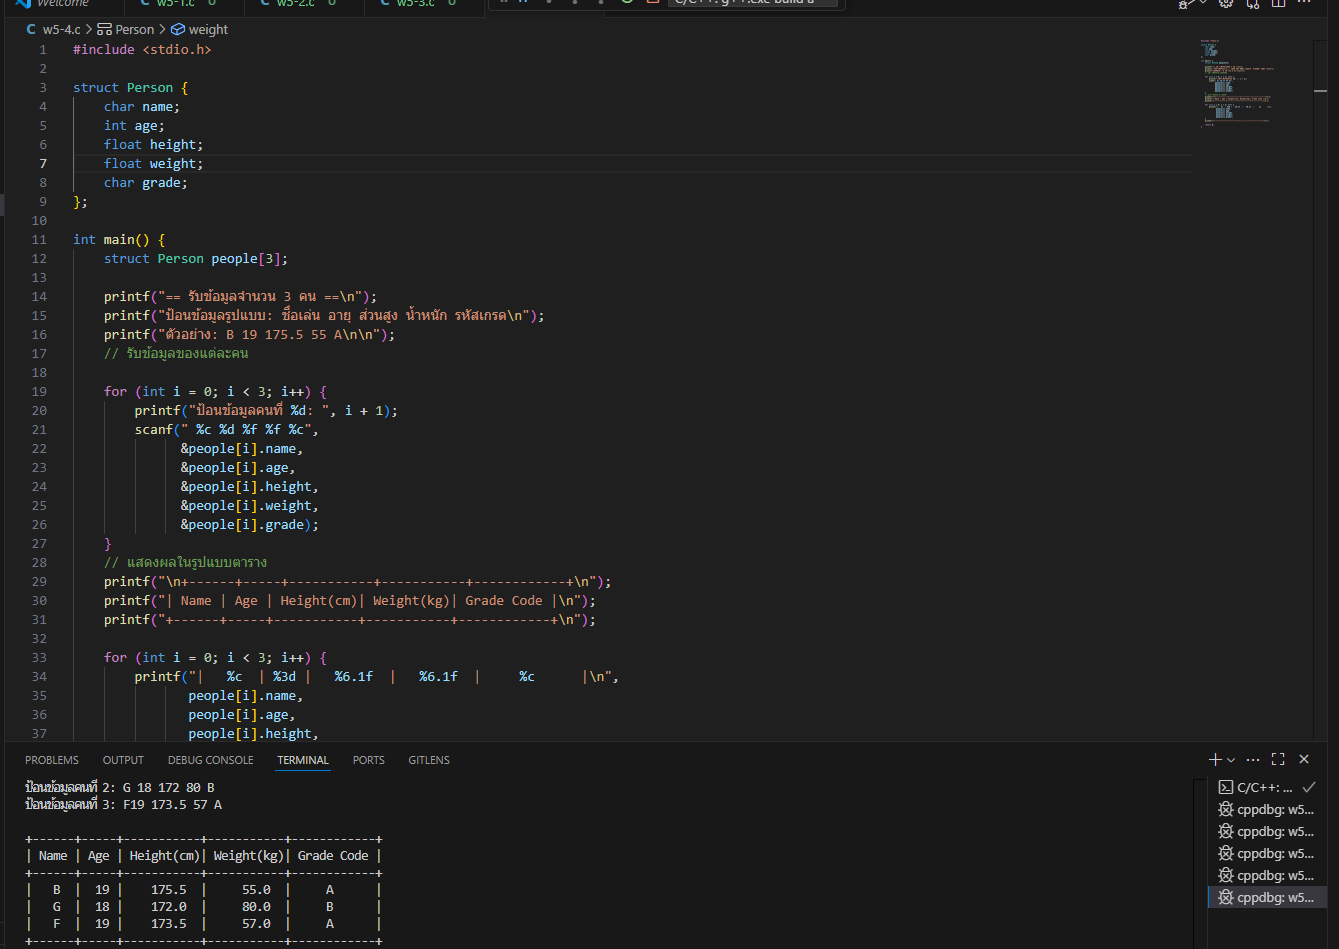 Welcome w5-1.c U w5-2.c U w5-3.c U C/C++: g++.exe build a
w5-4.c > Person > weight
1 #include <stdio.h>
2
3 struct Person {
4 char name;
5 int age;
6 float height;
7 float weight;
8 char grade;
9 };
10
11 int main() {
12 struct Person people[3];
13
14 printf("== รับข้อมูลจำนวน 3 คน ==\n");
15 printf("ป้อนข้อมูลรูปแบบ: ชื่อเล่น อายุ ส่วนสูง น้ำหนัก รหัสเกรด\n");
16 printf("ตัวอย่าง: B 19 175.5 55 A\n\n");
17 // รับข้อมูลของแต่ละคน
18
19 for (int i = 0; i < 3; i++) {
20 printf("ป้อนข้อมูลคนที่ %d: ", i + 1);
21 scanf(" %c %d %f %f %c",
22 &people[i].name,
23 &people[i].age,
24 &people[i].height,
25 &people[i].weight,
26 &people[i].grade);
27 }
28 // แสดงผลในรูปแบบตาราง
29 printf("\n+------+-----+-----------+-----------+------------+\n");
30 printf("| Name | Age | Height(cm)| Weight(kg)| Grade Code |\n");
31 printf("+------+-----+-----------+-----------+------------+\n");
32
33 for (int i = 0; i < 3; i++) {
34 printf("|   %c  | %3d |   %6.1f  |   %6.1f  |     %c      |\n",
35 people[i].name,
36 people[i].age,
37 people[i].height,
PROBLEMS OUTPUT DEBUG CONSOLE TERMINAL PORTS GITLENS
ป้อนข้อมูลคนที่ 2: G 18 172 80 B
ป้อนข้อมูลคนที่ 3: F19 173.5 57 A
+------+-----+-----------+-----------+------------+
| Name | Age | Height(cm)| Weight(kg)| Grade Code |
+------+-----+-----------+-----------+------------+
|   B  |  19 |    175.5  |     55.0  |     A      |
|   G  |  18 |    172.0  |     80.0  |     B      |
|   F  |  19 |    173.5  |     57.0  |     A      |
+------+-----+-----------+-----------+------------+
C/C++: ...
cppdbg: w5...
cppdbg: w5...
cppdbg: w5...
cppdbg: w5...
cppdbg: w5...